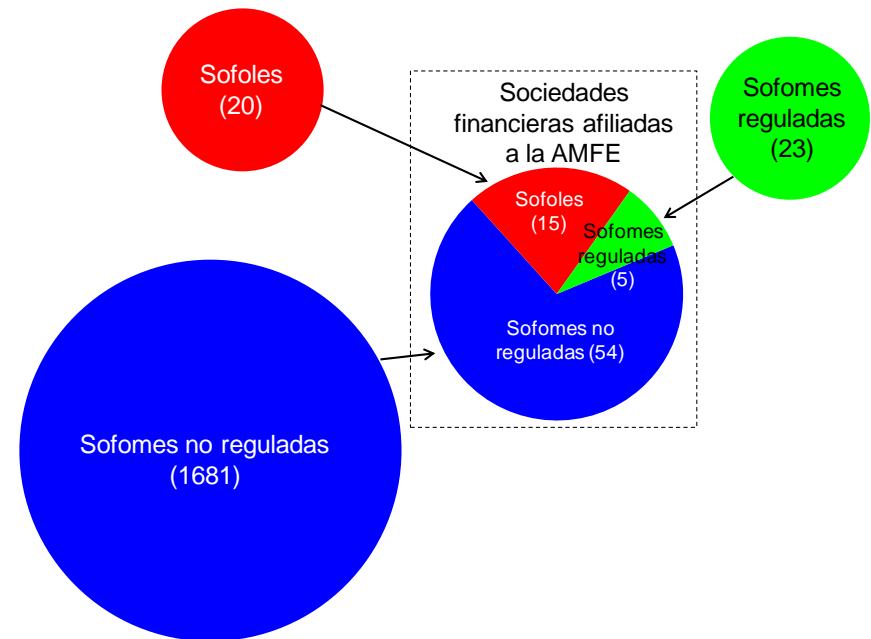 Sofoles
(20)
Sociedades
financieras afiliadas
a la AMFE
Sofomes
reguladas
(23)
Sofoles
(15)
Sofomes
reguladas
(5)
Sofomes no
reguladas (54)
Sofomes no reguladas
(1681)